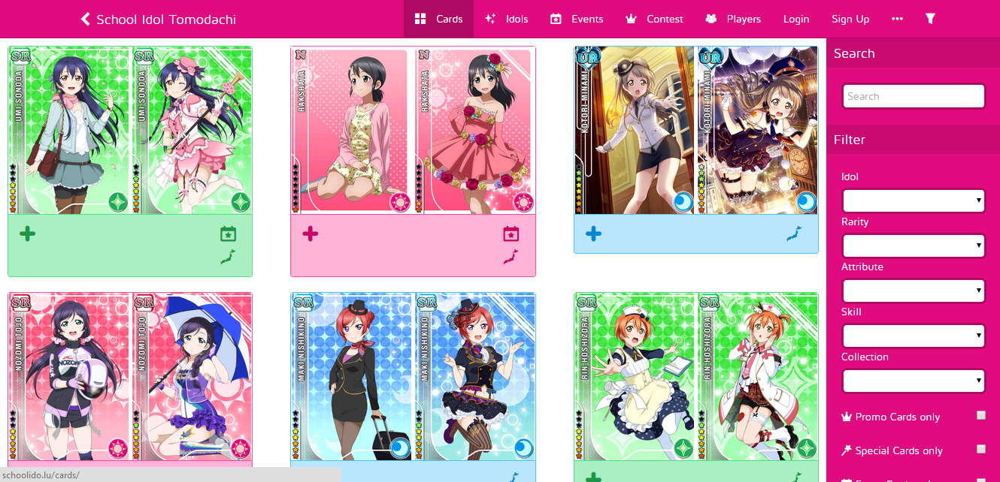 School Idol Tomodachi
Cards
Idols
Events
Contest
Players
Login
Sign Up
SR
UMI SONODA
SR
UMI SONODA
N
RAKSHATA
N
RAKSHATA
UR
KOTORI MINAMI
UR
KOTORI MINAMI
SR
NOZOMI TOJO
NOZOMI
SR
NOZOMI TOJO
SR
MAKI NISHIKINO
SR
MAKI NISHIKINO
SR
RIN HOSHIZORA
SR
RIN HOSHIZORA
Search
Search
Filter
Idol
Rarity
Attribute
Skill
Collection
Promo Cards only
Special Cards only
schoolido.lu/cards/